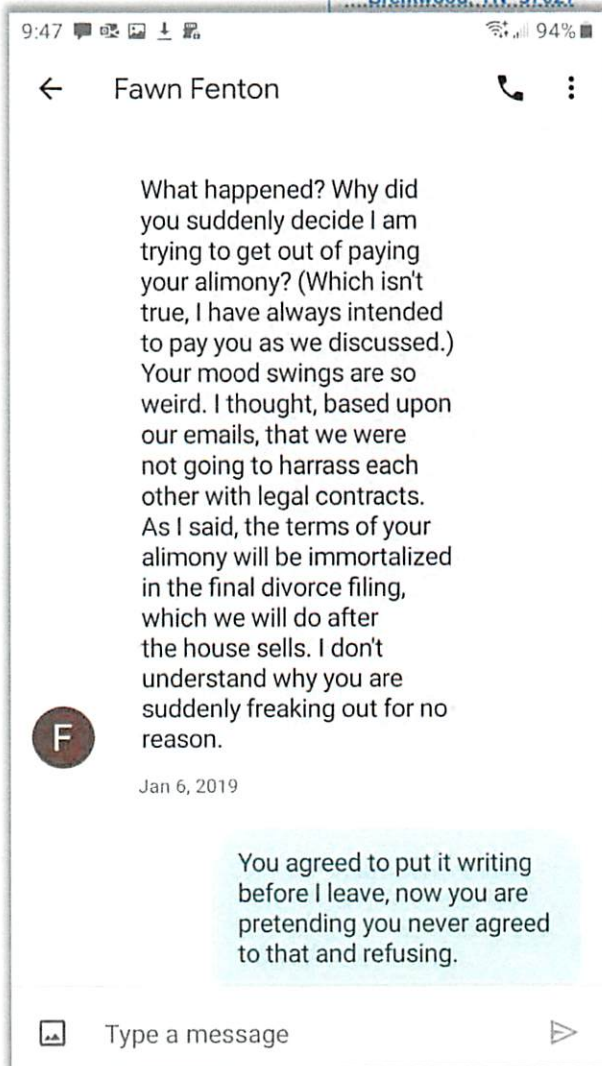 Brentwood, TN 37027
9:47
94%
Fawn Fenton
What happened? Why did
you suddenly decide I am
trying to get out of paying
your alimony? (Which isn't
true, I have always intended
to pay you as we discussed.)
Your mood swings are so
weird. I thought, based upon
our emails, that we were
not going to harrass each
other with legal contracts.
As I said, the terms of your
alimony will be immortalized
in the final divorce filing,
which we will do after
the house sells. I don't
understand why you are
suddenly freaking out for no
reason.
F
Jan 6, 2019
You agreed to put it writing
before I leave, now you are
pretending you never agreed
to that and refusing.
Type a message